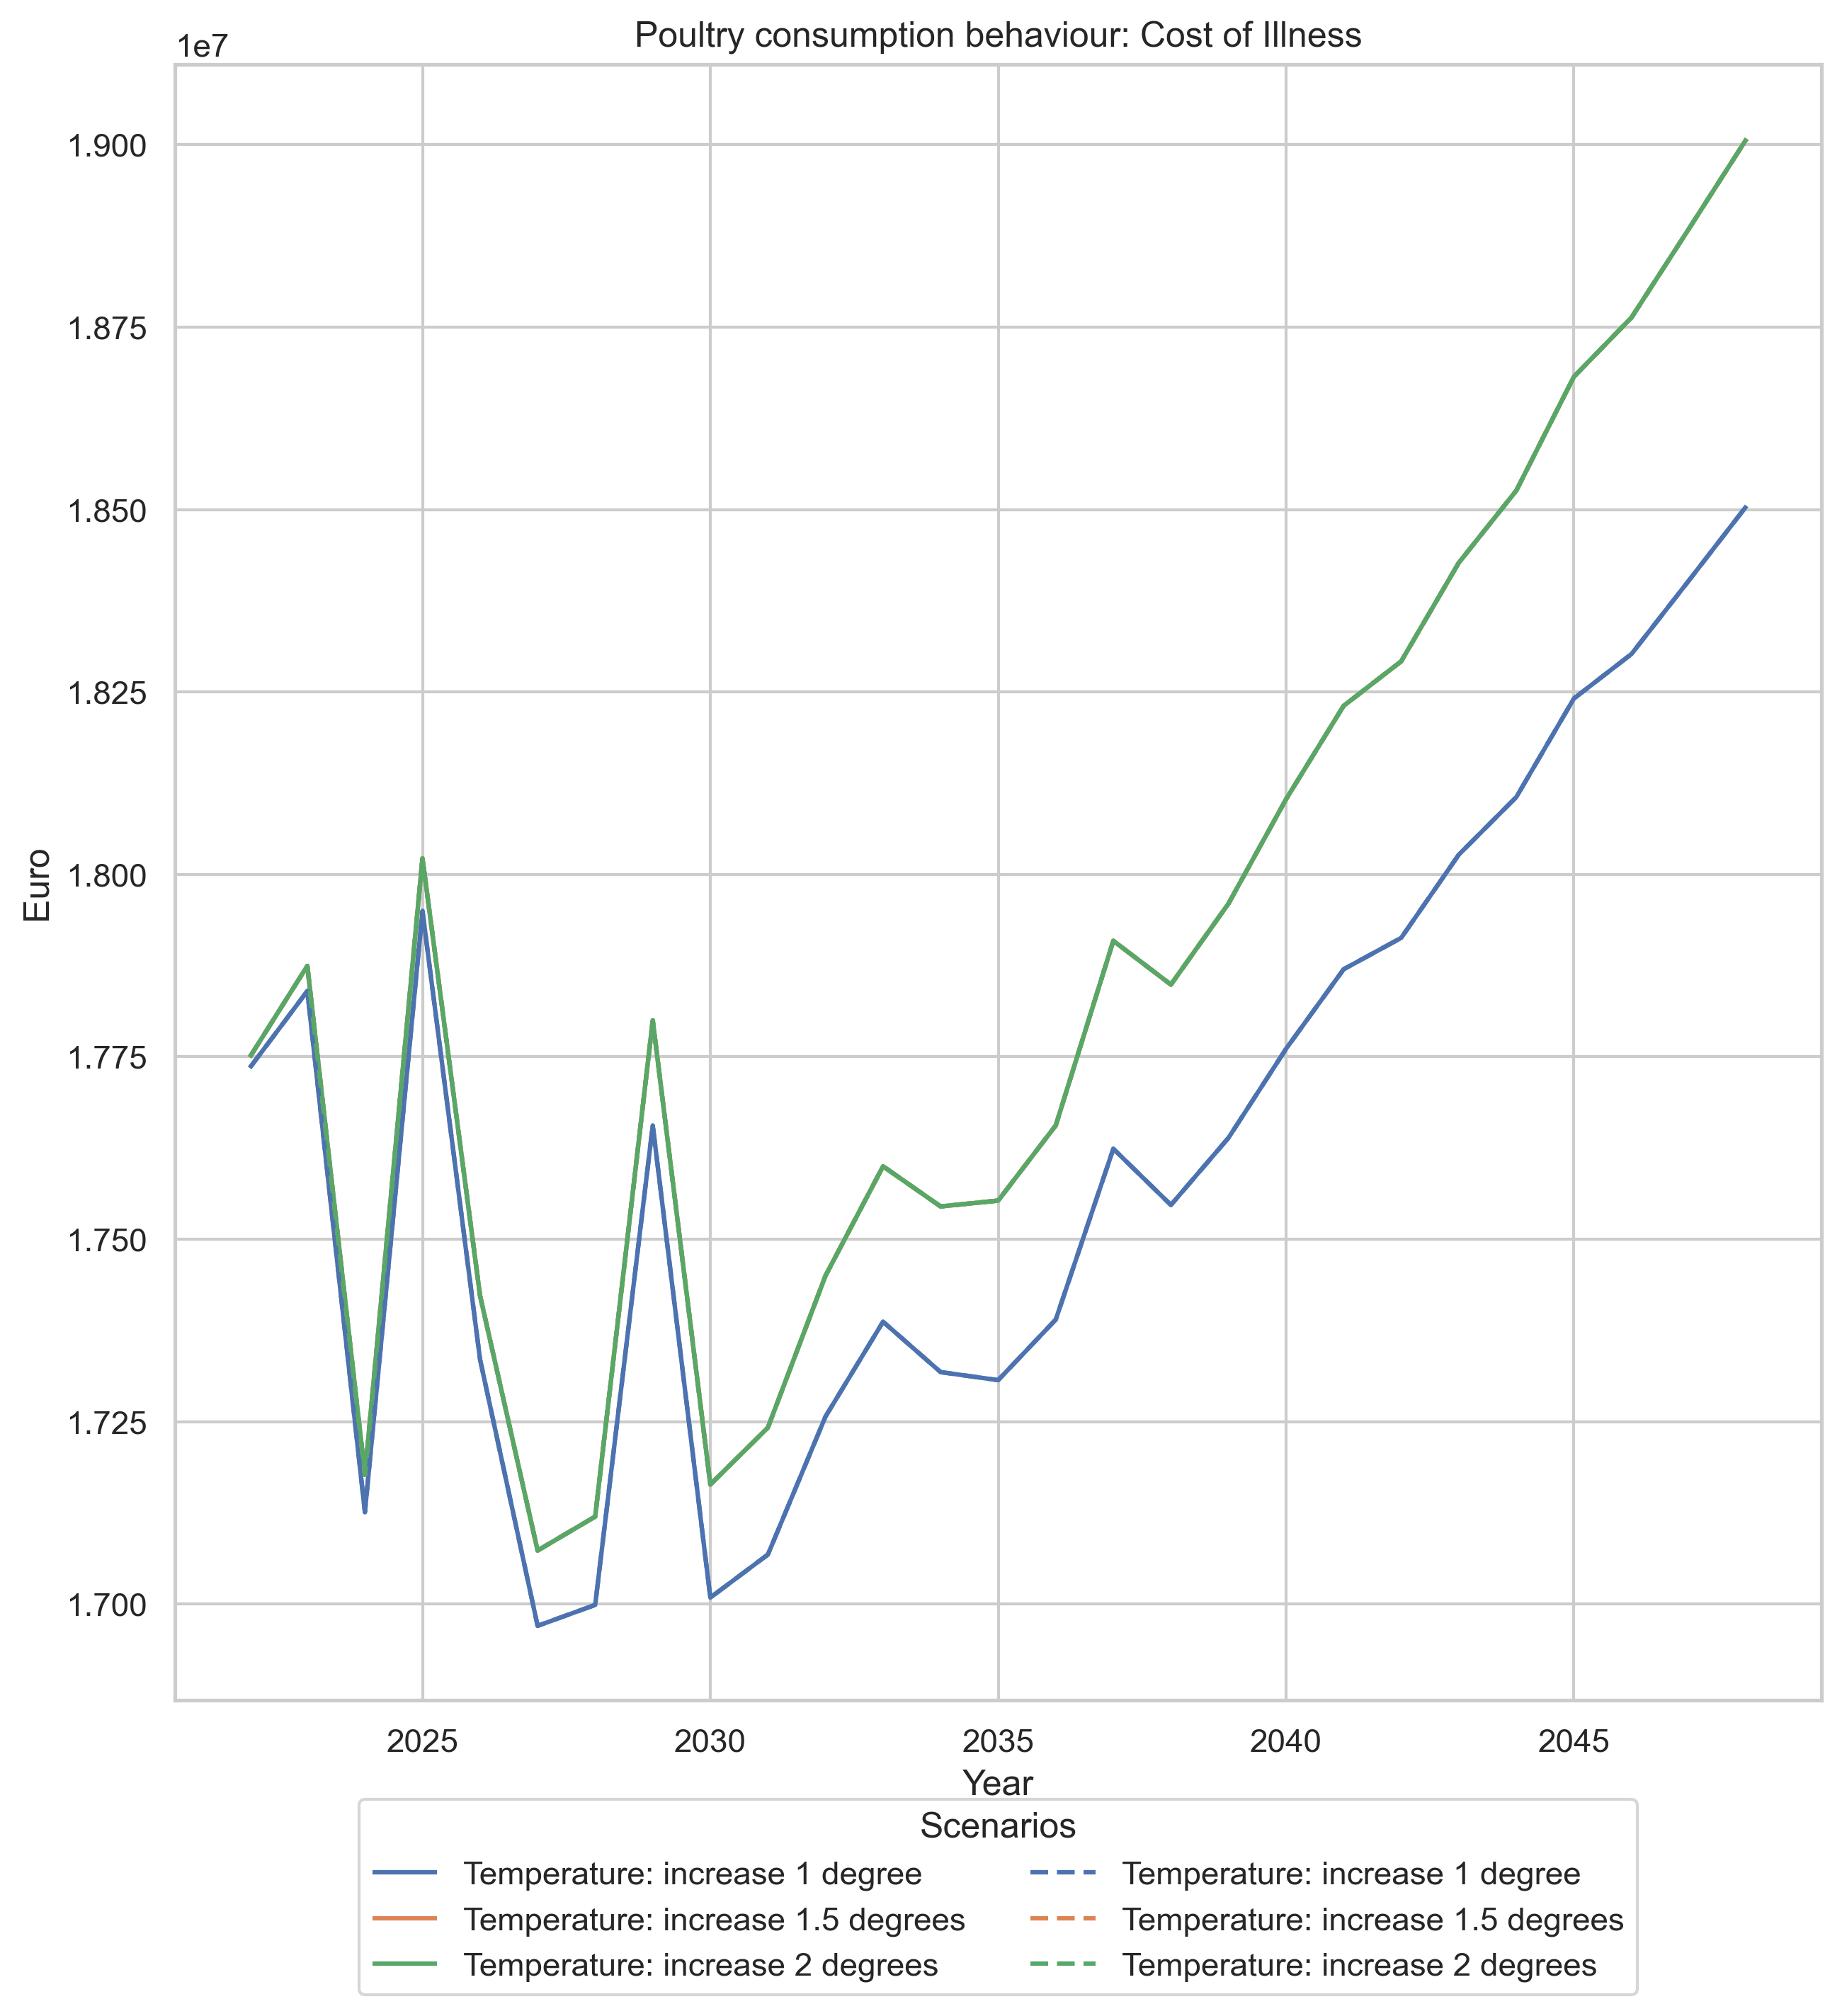 Poultry consumption behaviour: Cost of Illness
1e7
1.900
1.875
1.850
1.825
1.800
1.775
1.750
1.725
1.700
Euro
2025 2030 2035 2040 2045
Year
Scenarios
Temperature: increase 1 degree
Temperature: increase 1.5 degrees
Temperature: increase 2 degrees
Temperature: increase 1 degree
Temperature: increase 1.5 degrees
Temperature: increase 2 degrees